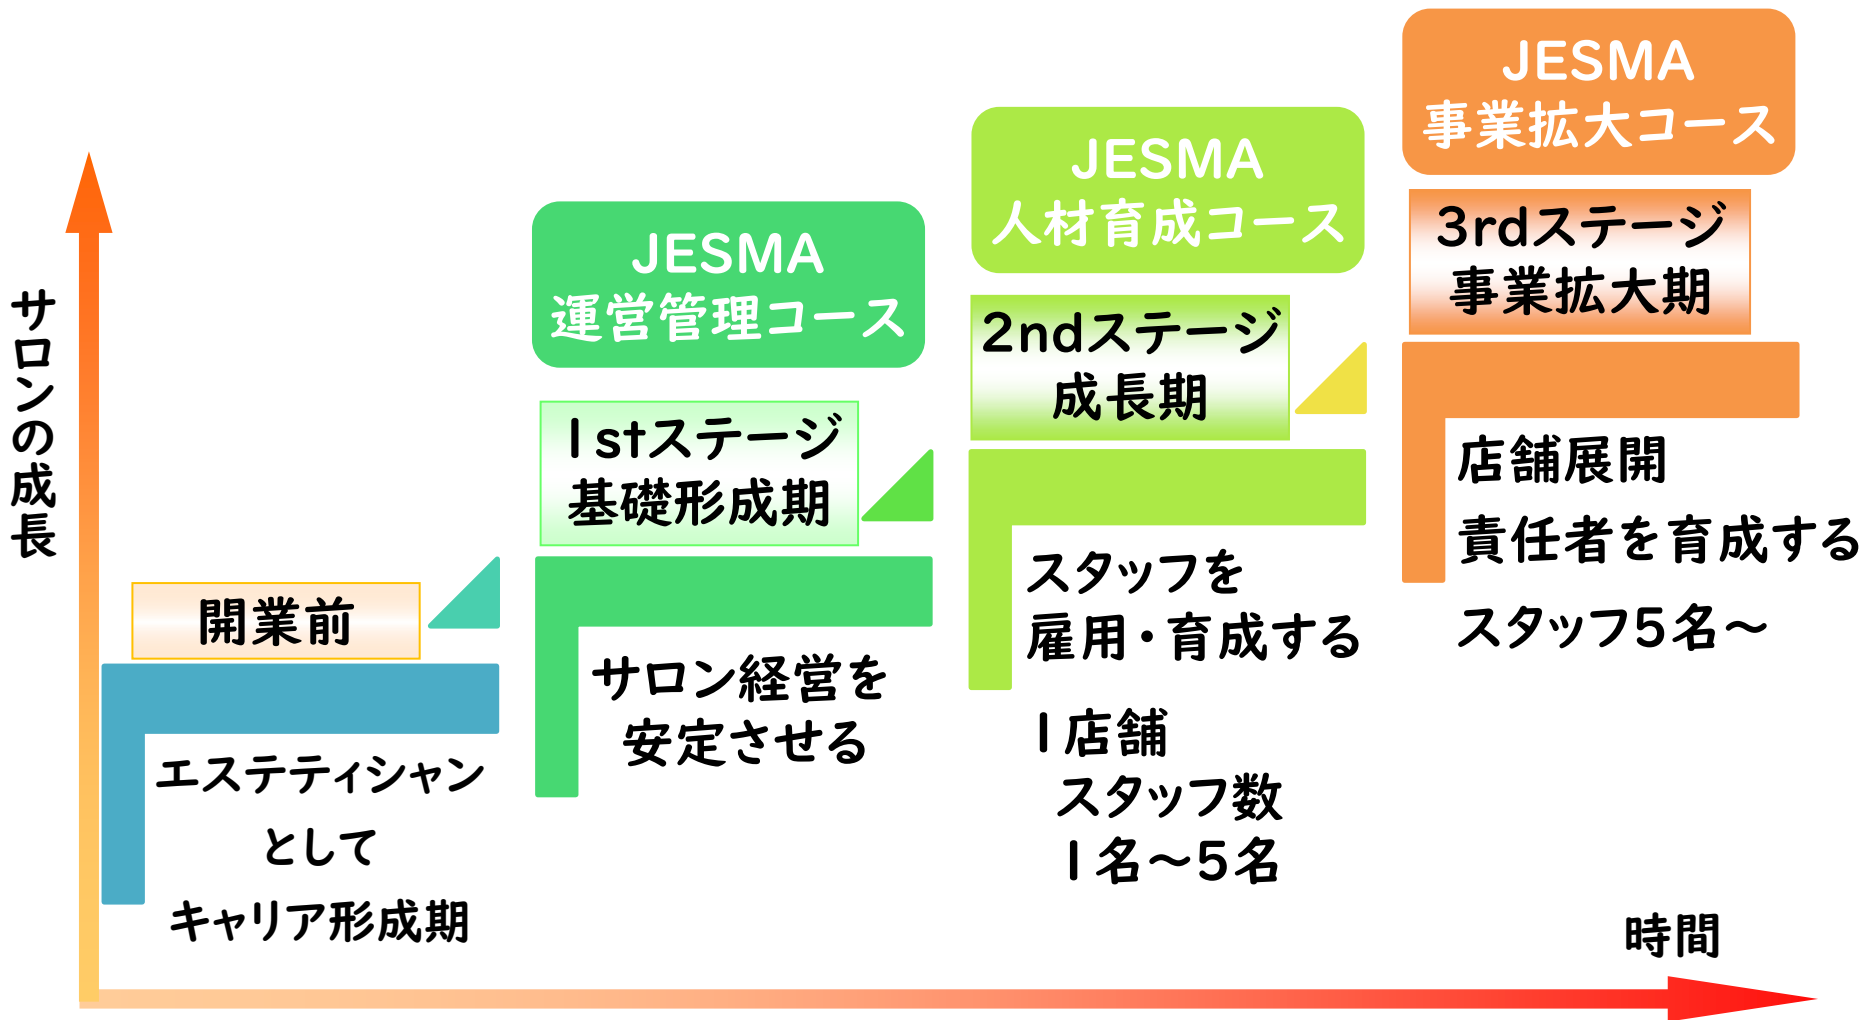 サロンの成長
開業前
エステティシャン
として
キャリア形成期
JESMA
運営管理コース
1stステージ
基礎形成期
サロン経営を
安定させる
JESMA
人材育成コース
2ndステージ
成長期
スタッフを
雇用・育成する
1店舗
スタッフ数
1名～5名
JESMA
事業拡大コース
3rdステージ
事業拡大期
店舗展開
責任者を育成する
スタッフ5名～
時間